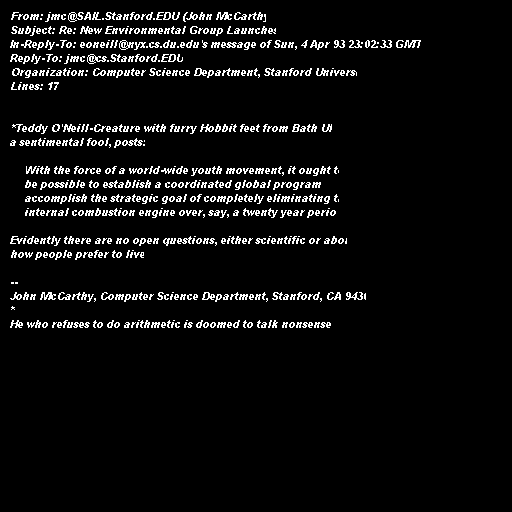 From: jmc@SAIL.Stanford.EDU (John McCarthy
Subject: Re: New Environmental Group Launches
In-Reply-To: eoneill@nyx.cs.du.edu's message of Sun, 4 Apr 93 23:02:33 GMT
Reply-To: jmc@cs.Stanford.EDU
Organization: Computer Science Department, Stanford Univers
Lines: 17
*Teddy O'Neill-Creature with furry Hobbit feet from Bath U
a sentimental fool, posts:
With the force of a world-wide youth movement, it ought t
be possible to establish a coordinated global program
accomplish the strategic goal of completely eliminating t
internal combustion engine over, say, a twenty year perio
Evidently there are no open questions, either scientific or abou
how people prefer to live
--
John McCarthy, Computer Science Department, Stanford, CA 943
*
He who refuses to do arithmetic is doomed to talk nonsense